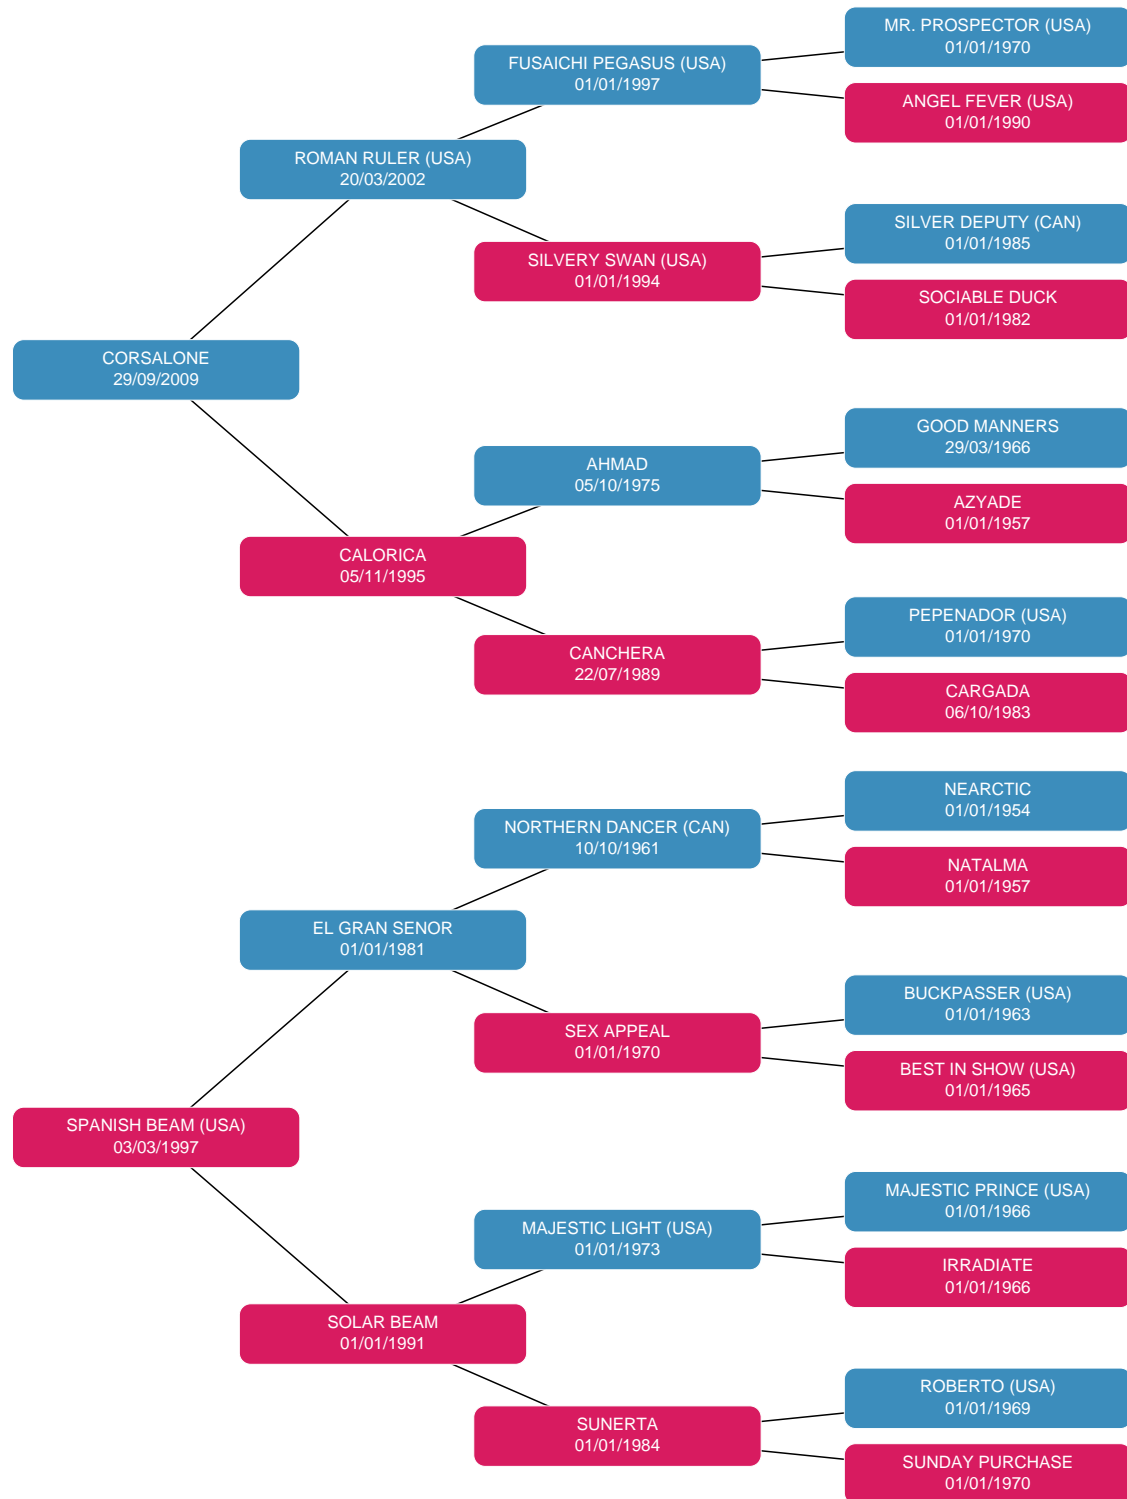 MR. PROSPECTOR (USA)
01/01/1970
FUSAICHI PEGASUS (USA)
01/01/1997
ANGEL FEVER (USA)
01/01/1990
ROMAN RULER (USA)
20/03/2002
SILVER DEPUTY (CAN)
01/01/1985
SILVERY SWAN (USA)
01/01/1994
SOCIABLE DUCK
01/01/1982
CORSALONE
29/09/2009
GOOD MANNERS
29/03/1966
AHMAD
05/10/1975
AZYADE
01/01/1957
CALORICA
05/11/1995
PEPENADOR (USA)
01/01/1970
CANCHERA
22/07/1989
CARGADA
06/10/1983
NEARCTIC
01/01/1954
NORTHERN DANCER (CAN)
10/10/1961
NATALMA
01/01/1957
EL GRAN SENOR
01/01/1981
BUCKPASSER (USA)
01/01/1963
SEX APPEAL
01/01/1970
BEST IN SHOW (USA)
01/01/1965
SPANISH BEAM (USA)
03/03/1997
MAJESTIC PRINCE (USA)
01/01/1966
MAJESTIC LIGHT (USA)
01/01/1973
IRRADIATE
01/01/1966
SOLAR BEAM
01/01/1991
ROBERTO (USA)
01/01/1969
SUNERTA
01/01/1984
SUNDAY PURCHASE
01/01/1970